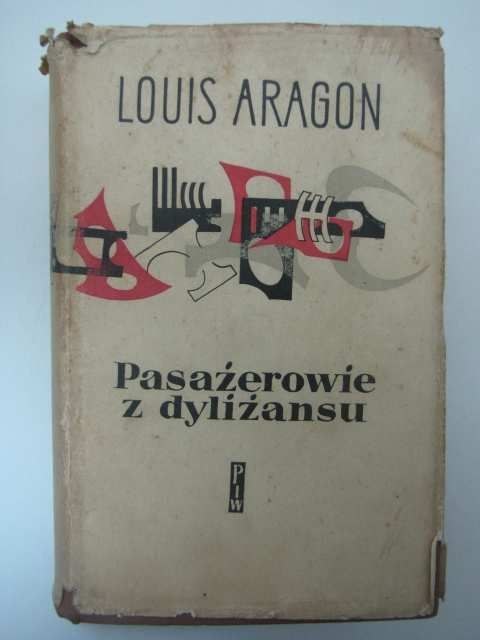 LOUIS ARAGON
Pasażerowie
z dyliżansu
PIW